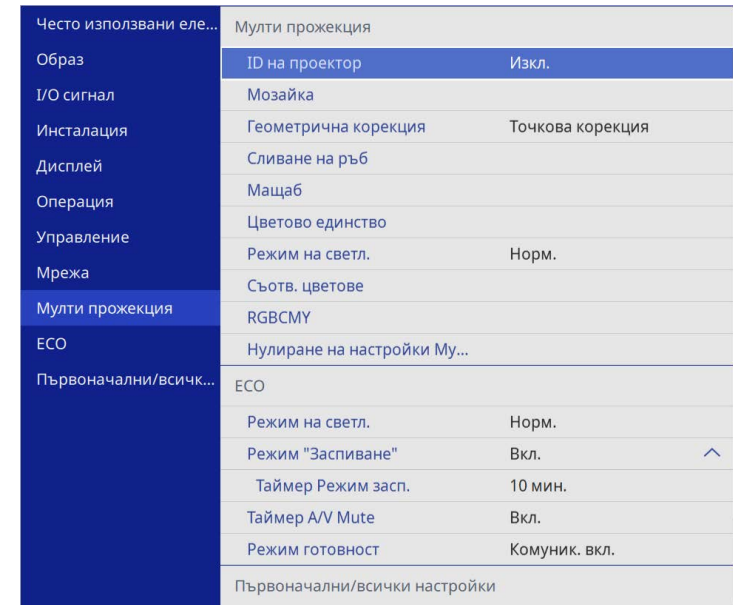 Често използвани еле...
Образ
I/O сигнал
Инсталация
Дисплей
Операция
Управление
Мрежа
Мулти прожекция
ECO
Първоначални/всичк...
Мулти прожекция
ID на проектор Изкл.
Мозайка
Геометрична корекция Точкова корекция
Сливане на ръб
Мащаб
Цветово единство
Режим на светл. Норм.
Съотв. цветове
RGBCMY
Нулиране на настройки Му...
ECO
Режим на светл. Норм.
Режим "Заспиване" Вкл.
Таймер Режим засп. 10 мин.
Таймер A/V Mute Вкл.
Режим готовност Комуник. вкл.
Първоначални/всички настройки